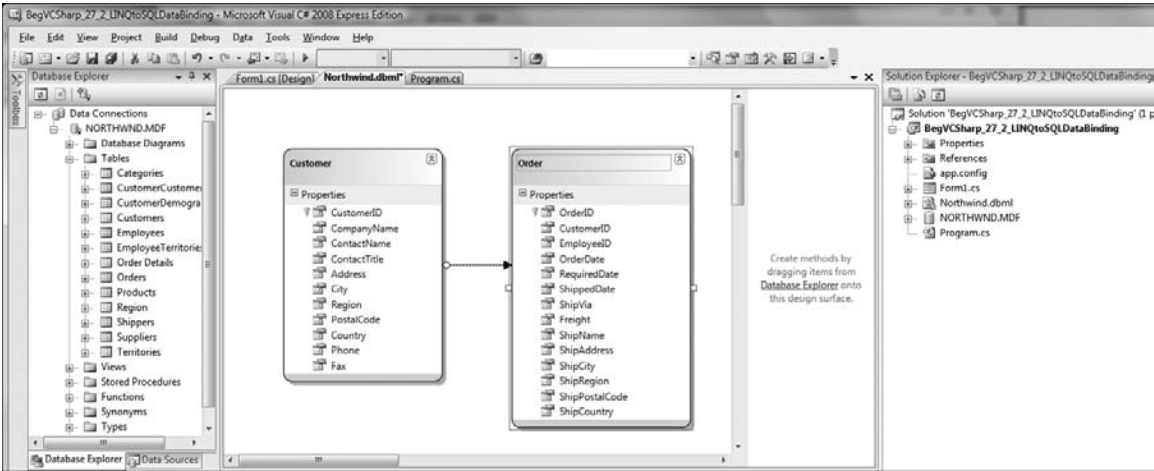 BegVCSharp_27_2_LINQtoSQLDataBinding - Microsoft Visual C# 2008 Express Edition
File Edit View Project Build Debug Data Tools Window Help
Toolbox
Database Explorer
Data Connections
NORTHWND.MDF
Database Diagrams
Tables
Categories
CustomerCustomer
CustomerDemogra
Customers
Employees
EmployeeTerritories
Order Details
Orders
Products
Region
Shippers
Suppliers
Territories
Views
Stored Procedures
Functions
Synonyms
Types
Database Explorer Data Sources
Form1.cs [Design] Northwind.dbml* Program.cs
Customer
Properties
CustomerID
CompanyName
ContactName
ContactTitle
Address
City
Region
PostalCode
Country
Phone
Fax
Order
Properties
OrderID
CustomerID
EmployeeID
OrderDate
RequiredDate
ShippedDate
ShipVia
Freight
ShipName
ShipAddress
ShipCity
ShipRegion
ShipPostalCode
ShipCountry
Create methods by
dragging items from
Database Explorer onto
this design surface.
Solution Explorer - BegVCSharp_27_2_LINQtoSQLDataBinding
Solution 'BegVCSharp_27_2_LINQtoSQLDataBinding' (1 p
BegVCSharp_27_2_LINQtoSQLDataBinding
Properties
References
app.config
Form1.cs
Northwind.dbml
NORTHWND.MDF
Program.cs